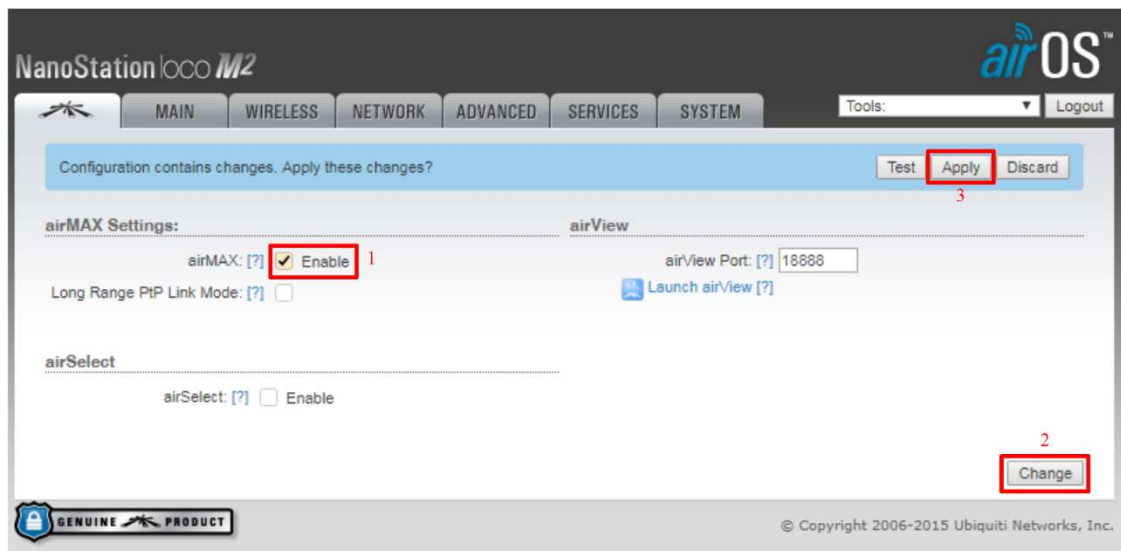 NanoStation loco M2
airOS™
MAIN WIRELESS NETWORK ADVANCED SERVICES SYSTEM Tools: Logout
Configuration contains changes. Apply these changes? Test Apply Discard
3
airMAX Settings:
airMAX: [?] Enable 1
Long Range PtP Link Mode: [?]
airView
airView Port: [?] 18888
Launch airView [?]
airSelect
airSelect: [?] Enable
2
Change
GENUINE PRODUCT
© Copyright 2006-2015 Ubiquiti Networks, Inc.